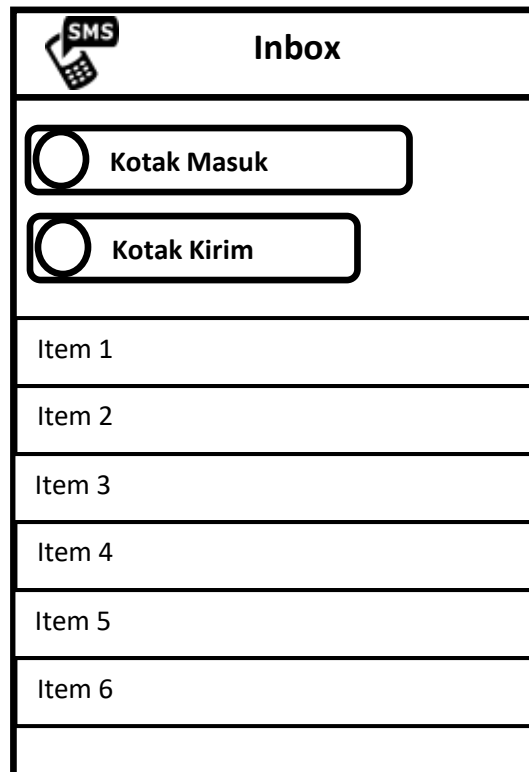 SMS
Inbox
Kotak Masuk
Kotak Kirim
Item 1
Item 2
Item 3
Item 4
Item 5
Item 6